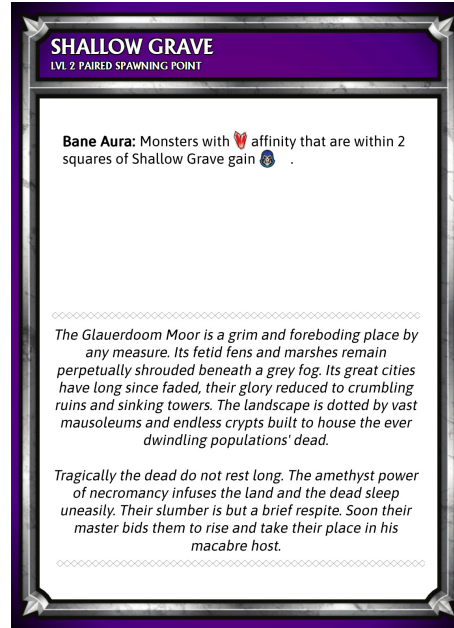 SHALLOW GRAVE
LVL 2 PAIRED SPAWNING POINT
Bane Aura: Monsters with affinity that are within 2
squares of Shallow Grave gain .
The Glauerdoom Moor is a grim and foreboding place by
any measure. Its fetid fens and marshes remain
perpetually shrouded beneath a grey fog. Its great cities
have long since faded, their glory reduced to crumbling
ruins and sinking towers. The landscape is dotted by vast
mausoleums and endless crypts built to house the ever
dwindling populations' dead.
Tragically the dead do not rest long. The amethyst power
of necromancy infuses the land and the dead sleep
uneasily. Their slumber is but a brief respite. Soon their
master bids them to rise and take their place in his
macabre host.